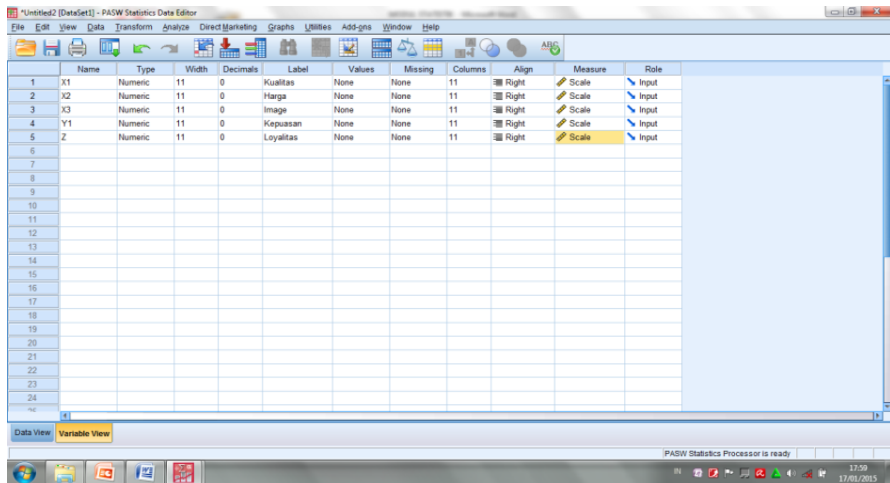 *Untitled2 [DataSet1] - PASW Statistics Data Editor
File Edit View Data Transform Analyze Direct Marketing Graphs Utilities Add-ons Window Help
Name Type Width Decimals Label Values Missing Columns Align Measure Role
1 X1 Numeric 11 0 Kualitas None None 11 Right Scale Input
2 X2 Numeric 11 0 Harga None None 11 Right Scale Input
3 X3 Numeric 11 0 Image None None 11 Right Scale Input
4 Y1 Numeric 11 0 Kepuasan None None 11 Right Scale Input
5 Z Numeric 11 0 Loyalitas None None 11 Right Scale Input
6
7
8
9
10
11
12
13
14
15
16
17
18
19
20
21
22
23
24
Data View Variable View
PASW Statistics Processor is ready
IN 17:59
17/01/2015